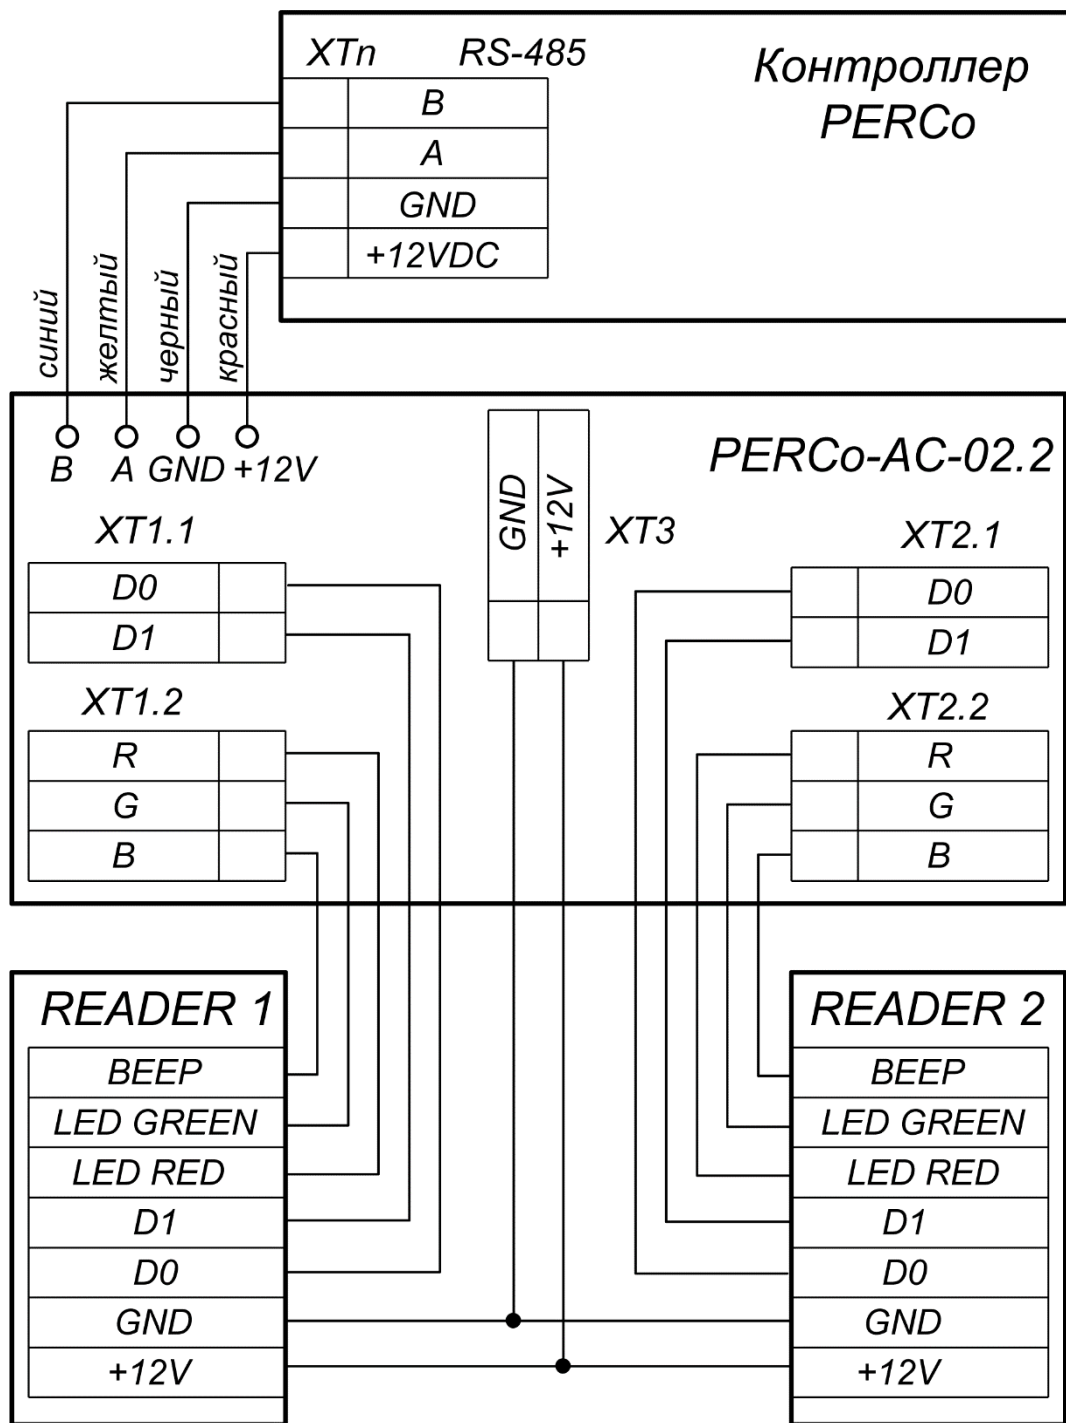 XTn RS-485
Контроллер
PERCo
B
A
GND
+12VDC
синий
желтый
черный
красный
B A GND +12V
GND
+12V
XT3
PERCo-AC-02.2
XT1.1
D0
D1
XT1.2
R
G
B
XT2.1
D0
D1
XT2.2
R
G
B
READER 1
BEEP
LED GREEN
LED RED
D1
D0
GND
+12V
READER 2
BEEP
LED GREEN
LED RED
D1
D0
GND
+12V